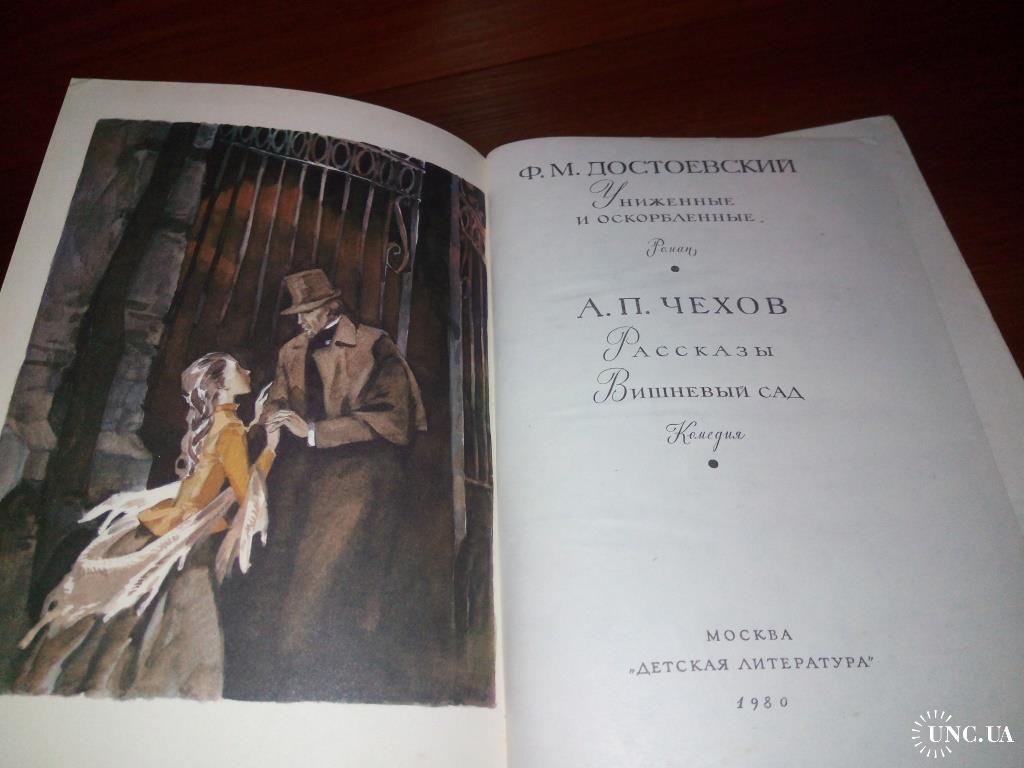 Ф. М. ДОСТОЕВСКИЙ
УНИЖЕННЫЕ
И ОСКОРБЛЕННЫЕ.
Роман
А. П. ЧЕХОВ
РАССКАЗЫ
ВИШНЕВЫЙ САД
Комедия
МОСКВА
"ДЕТСКАЯ ЛИТЕРАТУРА"
1980
UNC.UA